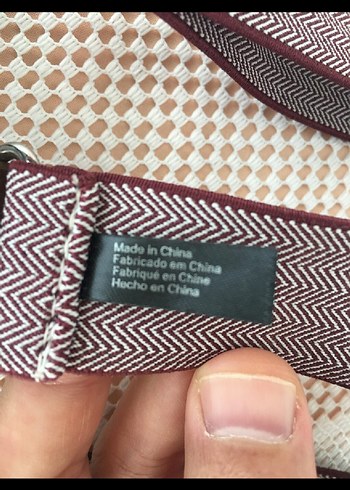 Made in China
Fabricado em China
Fabriqué en Chine
Hecho en China